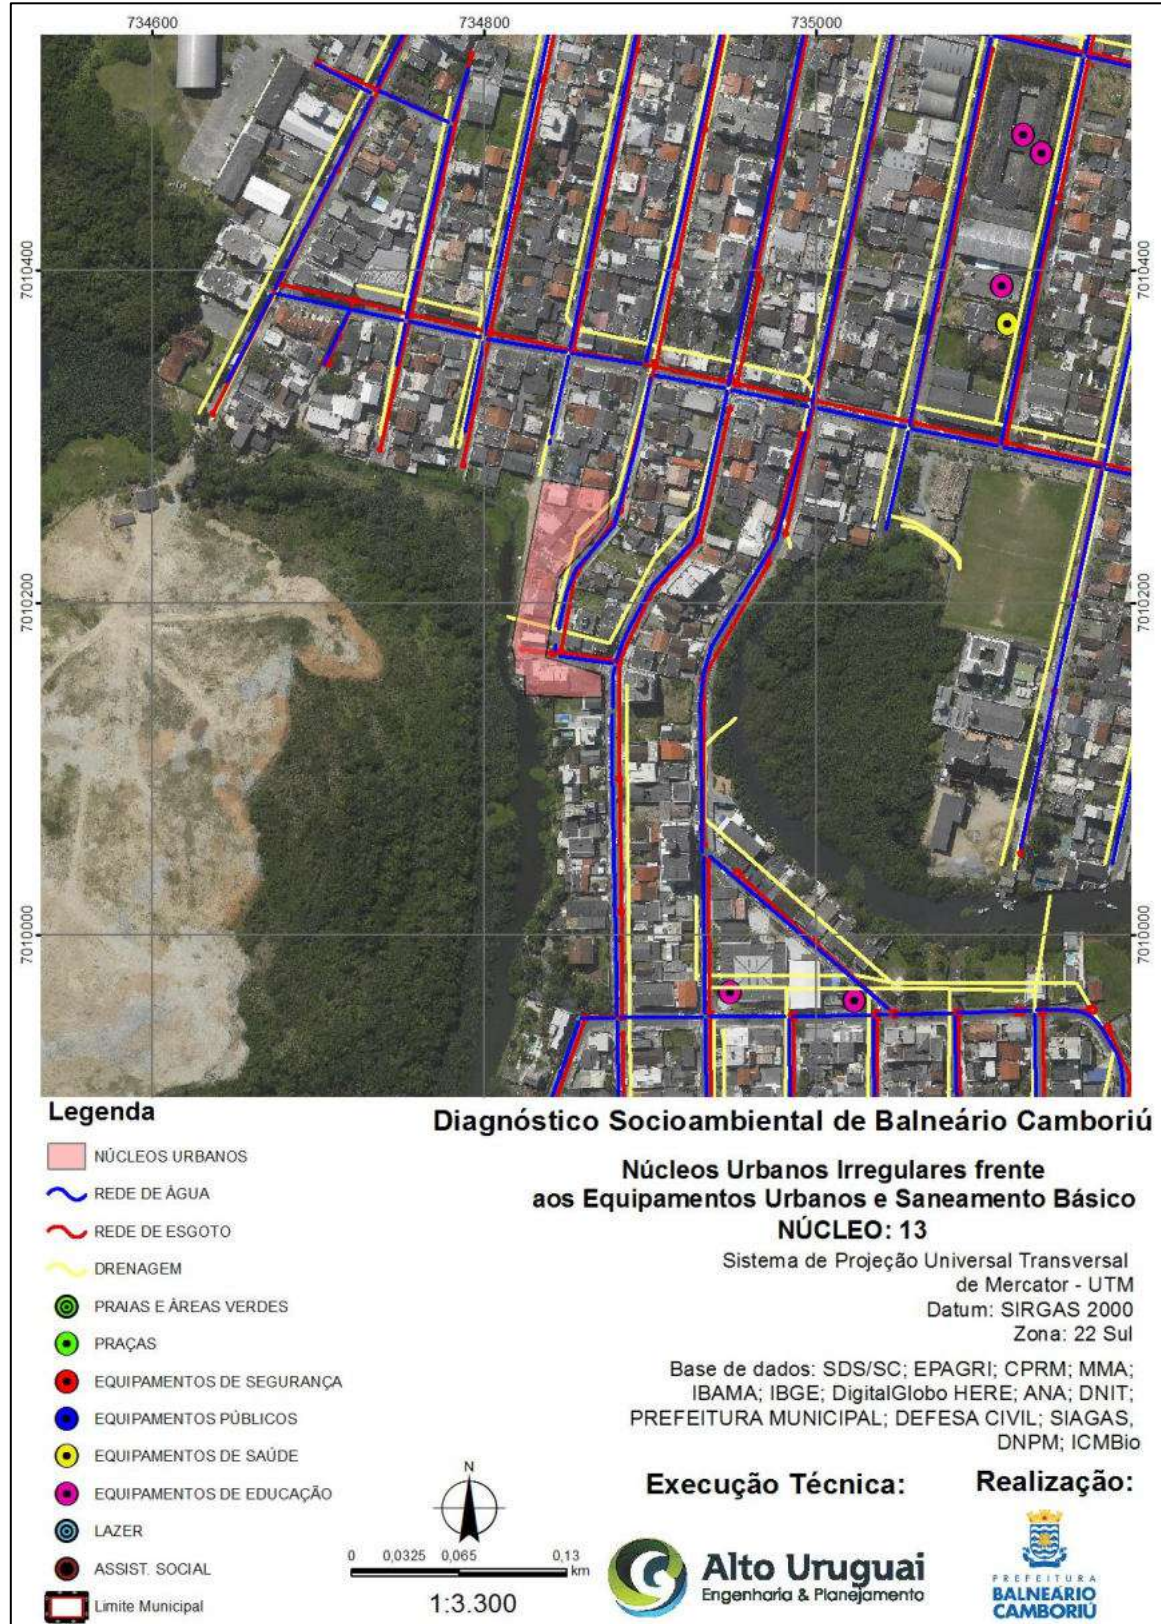 734600
734800
735000
7010400
7010400
7010200
7010200
7010000
7010000
Legenda
NÚCLEOS URBANOS
REDE DE ÁGUA
REDE DE ESGOTO
DRENAGEM
PRAIAS E ÁREAS VERDES
PRAÇAS
EQUIPAMENTOS DE SEGURANÇA
EQUIPAMENTOS PÚBLICOS
EQUIPAMENTOS DE SAÚDE
EQUIPAMENTOS DE EDUCAÇÃO
LAZER
ASSIST. SOCIAL
Limite Municipal
Diagnóstico Socioambiental de Balneário Camboriú
Núcleos Urbanos Irregulares frente
aos Equipamentos Urbanos e Saneamento Básico
NÚCLEO: 13
Sistema de Projeção Universal Transversal
de Mercator - UTM
Datum: SIRGAS 2000
Zona: 22 Sul
Base de dados: SDS/SC; EPAGRI; CPRM; MMA;
IBAMA; IBGE; DigitalGlobo HERE; ANA; DNIT;
PREFEITURA MUNICIPAL; DEFESA CIVIL; SIAGAS,
DNPM; ICMBio
N
0 0,0325 0,065 0,13
km
1:3.300
Execução Técnica:
Alto Uruguai
Engenharia & Planejamento
Realização:
PREFEITURA
BALNEÁRIO
CAMBORIÚ